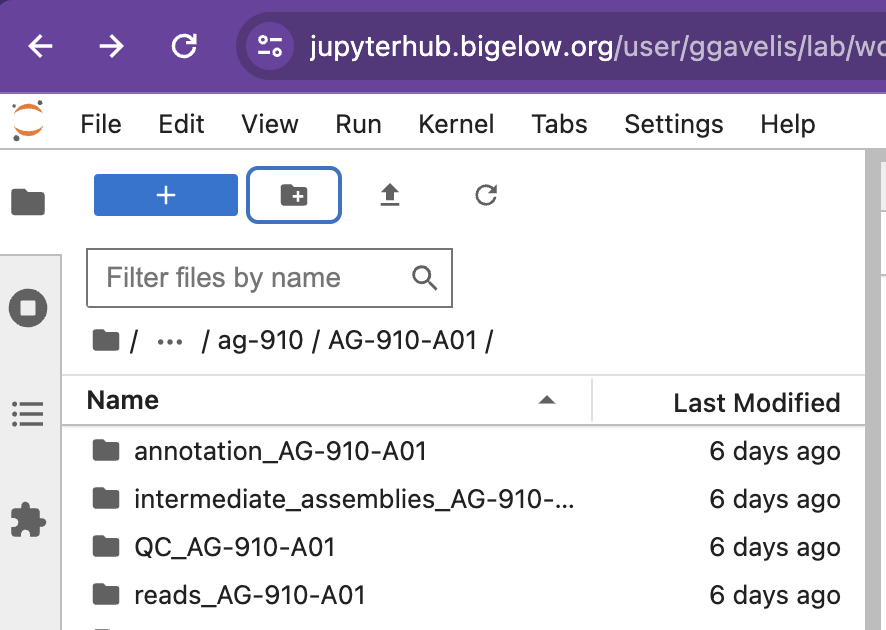 jupyterhub.bigelow.org/user/ggavelis/lab/wo
File Edit View Run Kernel Tabs Settings Help
+
Filter files by name
/ ... / ag-910 / AG-910-A01 /
Name Last Modified
annotation_AG-910-A01 6 days ago
intermediate_assemblies_AG-910-... 6 days ago
QC_AG-910-A01 6 days ago
reads_AG-910-A01 6 days ago